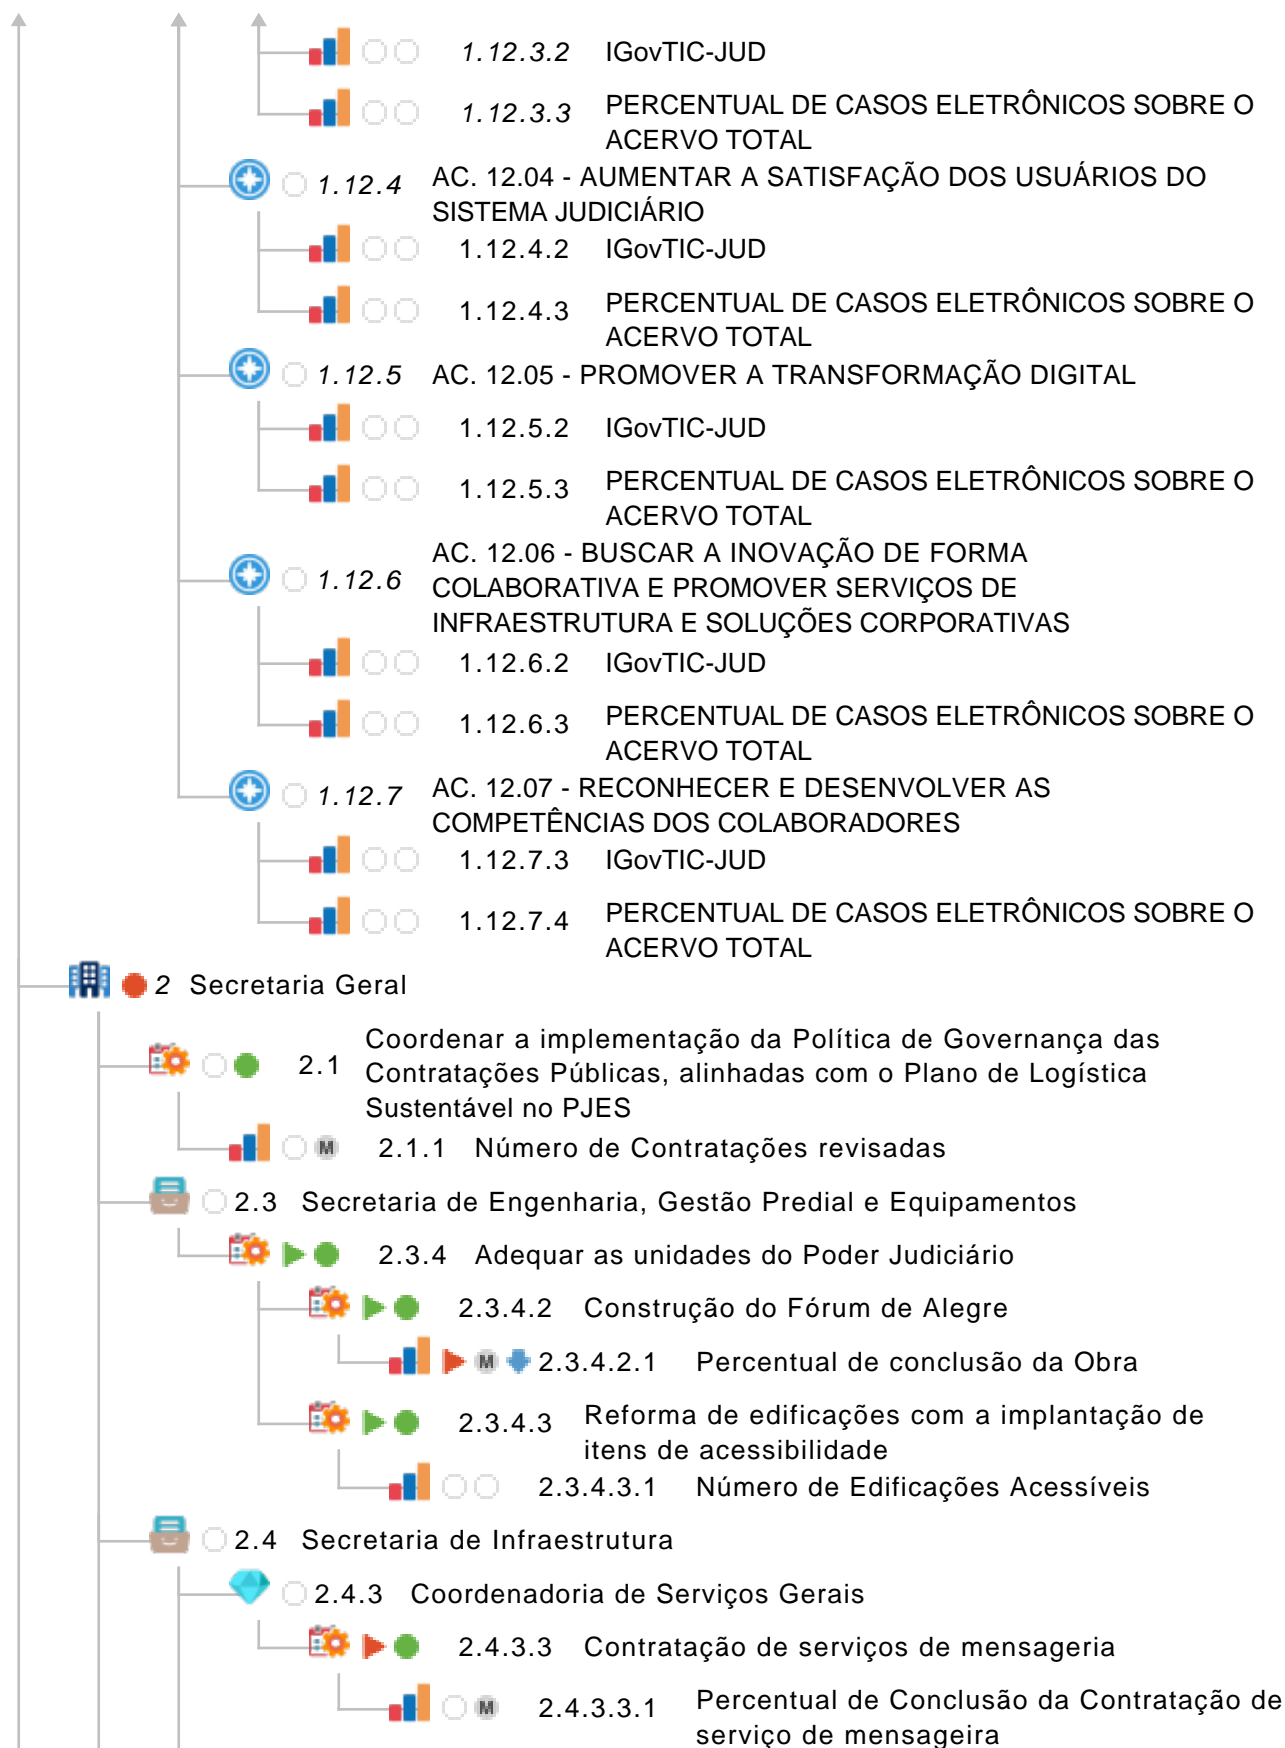 1.12.3.2 IGovTIC-JUD
1.12.3.3 PERCENTUAL DE CASOS ELETRÔNICOS SOBRE O
ACERVO TOTAL
1.12.4 AC. 12.04 - AUMENTAR A SATISFAÇÃO DOS USUÁRIOS DO
SISTEMA JUDICIÁRIO
1.12.4.2 IGovTIC-JUD
1.12.4.3 PERCENTUAL DE CASOS ELETRÔNICOS SOBRE O
ACERVO TOTAL
1.12.5 AC. 12.05 - PROMOVER A TRANSFORMAÇÃO DIGITAL
1.12.5.2 IGovTIC-JUD
1.12.5.3 PERCENTUAL DE CASOS ELETRÔNICOS SOBRE O
ACERVO TOTAL
1.12.6 AC. 12.06 - BUSCAR A INOVAÇÃO DE FORMA
COLABORATIVA E PROMOVER SERVIÇOS DE
INFRAESTRUTURA E SOLUÇÕES CORPORATIVAS
1.12.6.2 IGovTIC-JUD
1.12.6.3 PERCENTUAL DE CASOS ELETRÔNICOS SOBRE O
ACERVO TOTAL
1.12.7 AC. 12.07 - RECONHECER E DESENVOLVER AS
COMPETÊNCIAS DOS COLABORADORES
1.12.7.3 IGovTIC-JUD
1.12.7.4 PERCENTUAL DE CASOS ELETRÔNICOS SOBRE O
ACERVO TOTAL
2 Secretaria Geral
2.1 Coordenar a implementação da Política de Governança das
Contratações Públicas, alinhadas com o Plano de Logística
Sustentável no PJES
M 2.1.1 Número de Contratações revisadas
2.3 Secretaria de Engenharia, Gestão Predial e Equipamentos
2.3.4 Adequar as unidades do Poder Judiciário
2.3.4.2 Construção do Fórum de Alegre
M 2.3.4.2.1 Percentual de conclusão da Obra
2.3.4.3 Reforma de edificações com a implantação de
itens de acessibilidade
2.3.4.3.1 Número de Edificações Acessíveis
2.4 Secretaria de Infraestrutura
2.4.3 Coordenadoria de Serviços Gerais
2.4.3.3 Contratação de serviços de mensageria
M 2.4.3.3.1 Percentual de Conclusão da Contratação de
serviço de mensageira